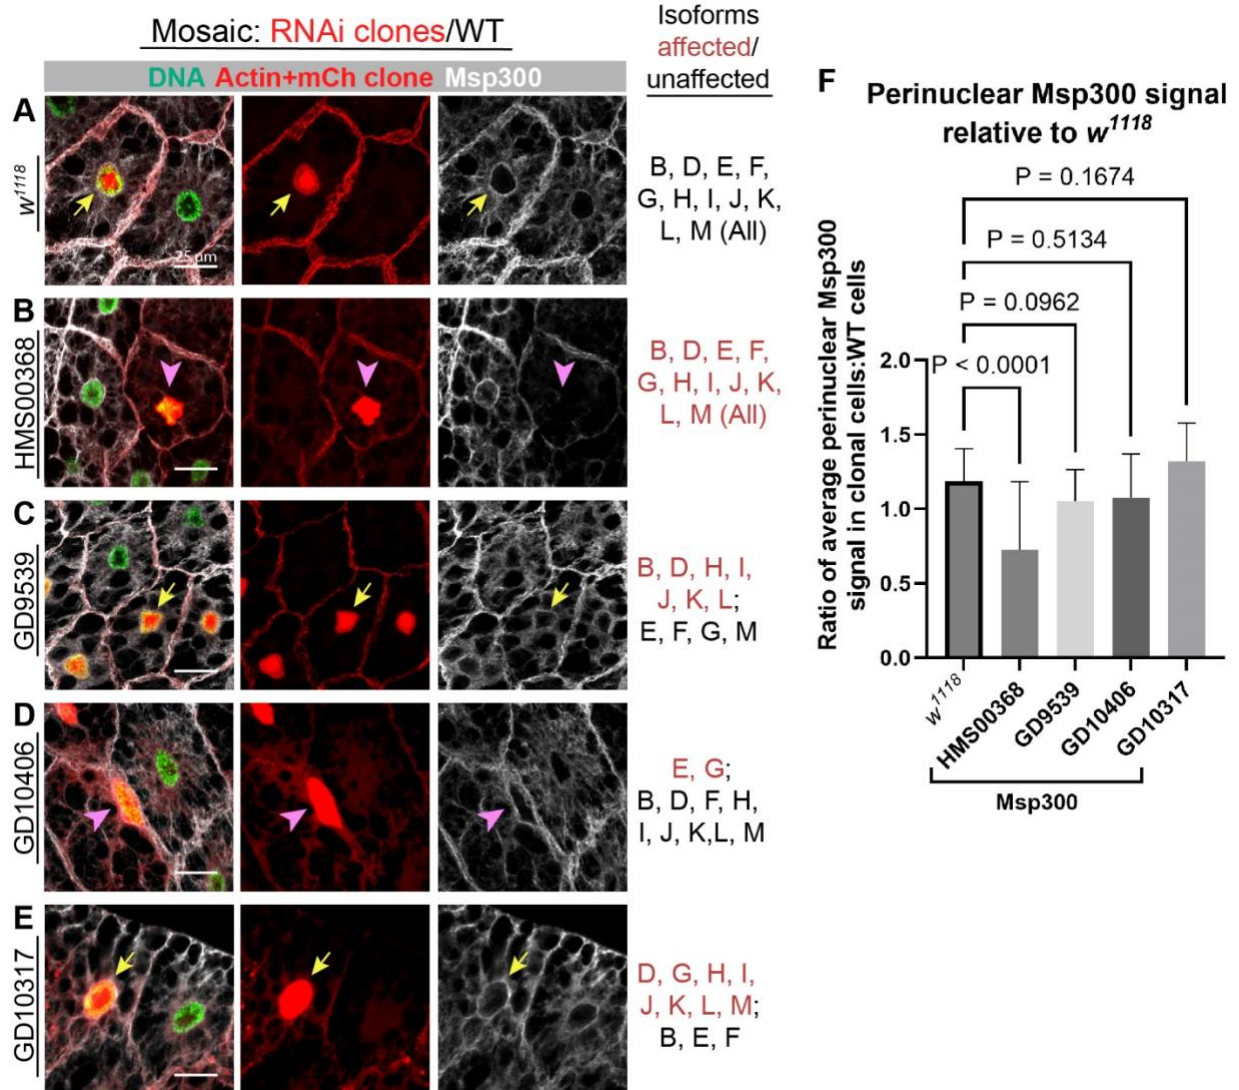 Mosaic: RNAi clones/WT
Isoforms
affected/
unaffected
DNA Actin+mCh clone Msp300
A
w1118
25 µm
B, D, E, F,
G, H, I, J, K,
L, M (All)
B
HMS00368
B, D, E, F,
G, H, I, J, K,
L, M (All)
C
GD9539
B, D, H, I,
J, K, L;
E, F, G, M
D
GD10406
E, G;
B, D, F, H,
I, J, K,L, M
E
GD10317
D, G, H, I,
J, K, L, M;
B, E, F
F
Perinuclear Msp300 signal
relative to w1118
P = 0.1674
P = 0.5134
P = 0.0962
P < 0.0001
Ratio of average perinuclear Msp300
signal in clonal cells:WT cells
2.0
1.5
1.0
0.5
0.0
w1118
HMS00368
GD9539
GD10406
GD10317
Msp300